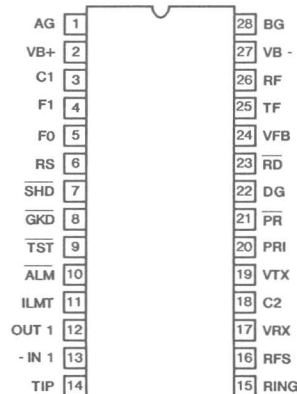 AG 1 28 BG
VB+ 2 27 VB -
C1 3 26 RF
F1 4 25 TF
F0 5 24 VFB
RS 6 23 RD
SHD 7 22 DG
GKD 8 21 PR
TST 9 20 PRI
ALM 10 19 VTX
ILMT 11 18 C2
OUT 1 12 17 VRX
- IN 1 13 16 RFS
TIP 14 15 RING